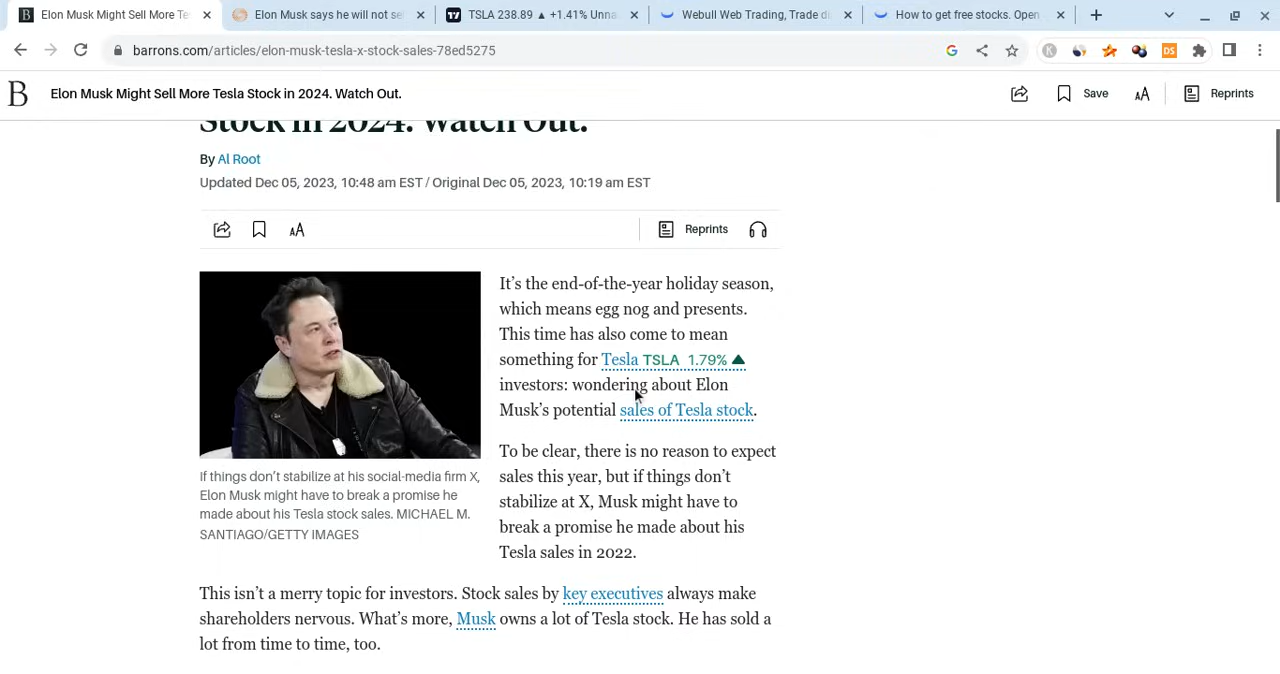 Elon Musk Might Sell More Te
Elon Musk says he will not se
TSLA 238.89 ▲ +1.41% Unna
Webull Web Trading, Trade di
How to get free stocks. Open
barrons.com/articles/elon-musk-tesla-x-stock-sales-78ed5275
G
K
DS
B
Elon Musk Might Sell More Tesla Stock in 2024. Watch Out.
Save
AA
Reprints
Stock in 2024. Watch Out.
By Al Root
Updated Dec 05, 2023, 10:48 am EST / Original Dec 05, 2023, 10:19 am EST
AA
Reprints
It's the end-of-the-year holiday season,
which means egg nog and presents.
This time has also come to mean
something for Tesla TSLA 1.79% ▲
investors: wondering about Elon
Musk's potential sales of Tesla stock.
To be clear, there is no reason to expect
sales this year, but if things don't
stabilize at X, Musk might have to
break a promise he made about his
Tesla sales in 2022.
If things don't stabilize at his social-media firm X,
Elon Musk might have to break a promise he
made about his Tesla stock sales. MICHAEL M.
SANTIAGO/GETTY IMAGES
This isn't a merry topic for investors. Stock sales by key executives always make
shareholders nervous. What's more, Musk owns a lot of Tesla stock. He has sold a
lot from time to time, too.